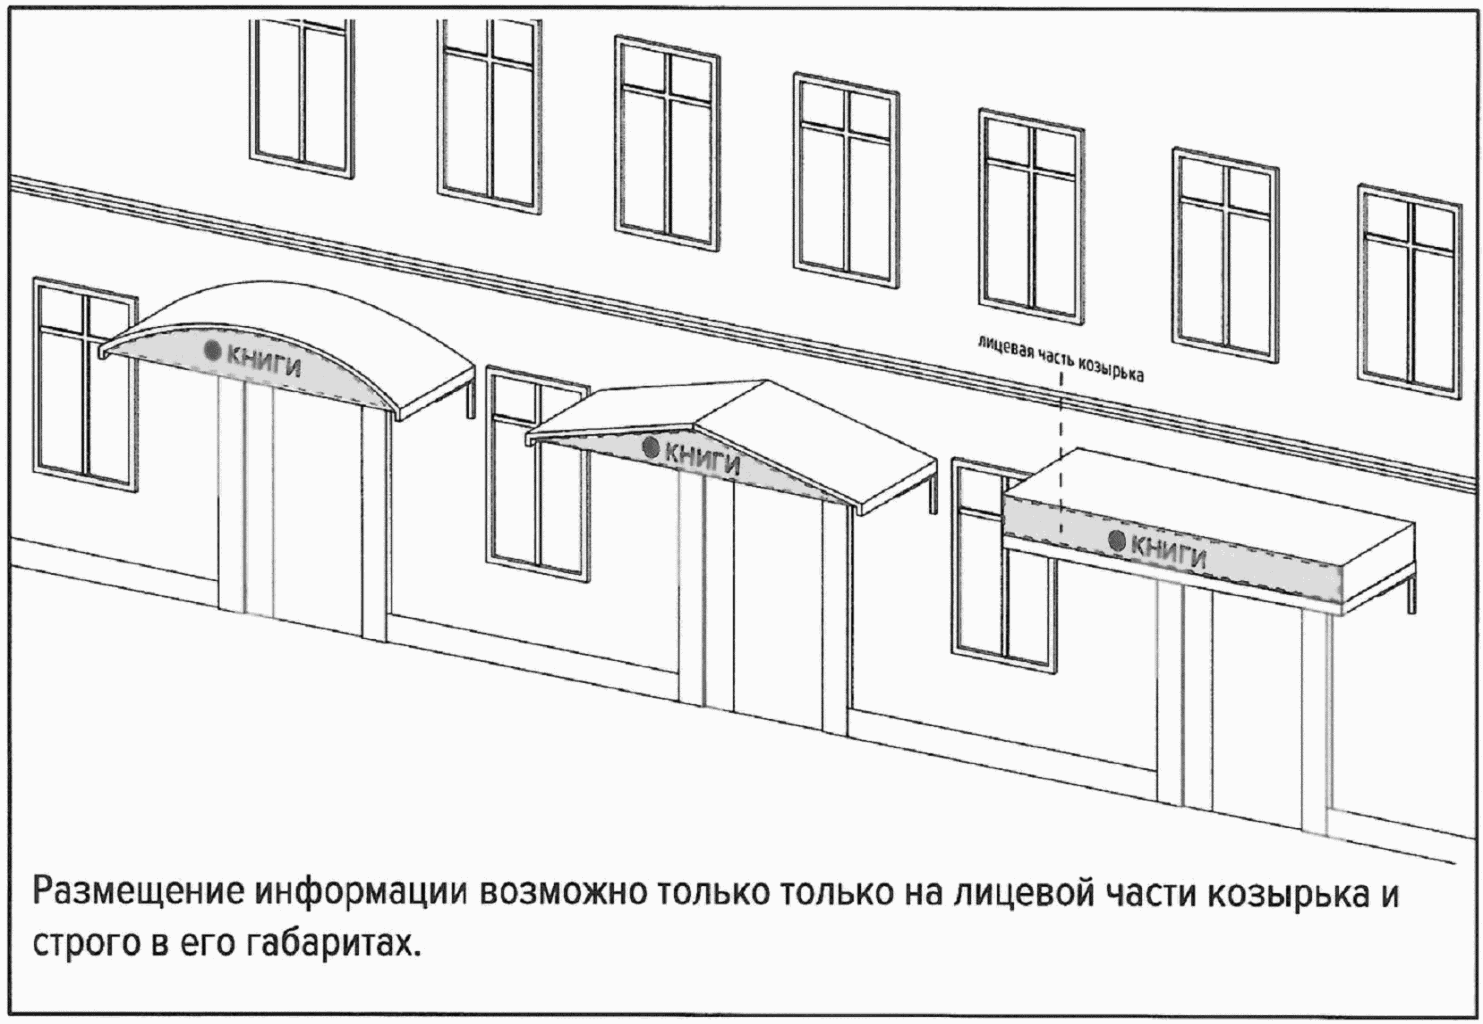 КНИГИ
КНИГИ
лицевая часть козырька
КНИГИ
Размещение информации возможно только только на лицевой части козырька и
строго в его габаритах.